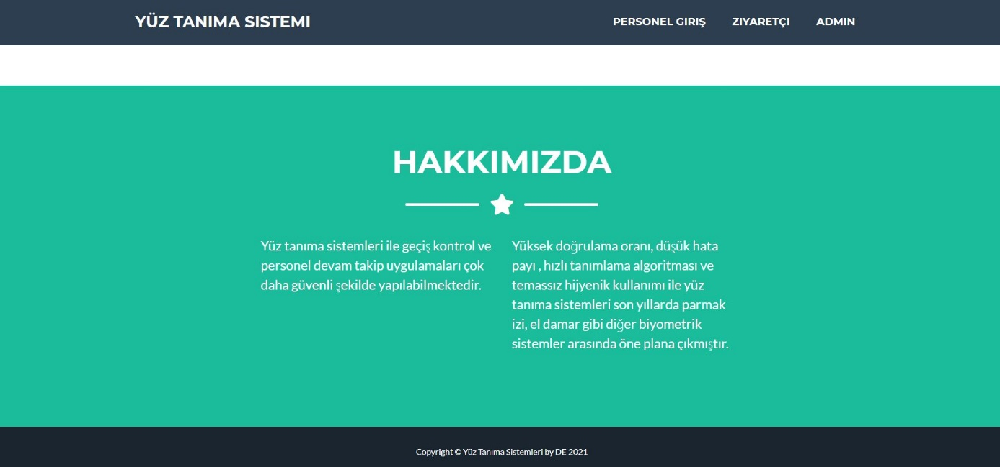 YÜZ TANIMA SISTEMI
PERSONEL GIRIŞ ZIYARETÇI ADMIN
HAKKIMIZDA
Yüz tanıma sistemleri ile geçiş kontrol ve
personel devam takip uygulamaları çok
daha güvenli şekilde yapılabilmektedir.
Yüksek doğrulama oranı, düşük hata
payı , hızlı tanımlama algoritması ve
temassız hijyenik kullanımı ile yüz
tanıma sistemleri son yıllarda parmak
izi, el damar gibi diğer biyometrik
sistemler arasında öne plana çıkmıştır.
Copyright © Yüz Tanıma Sistemleri by DE 2021